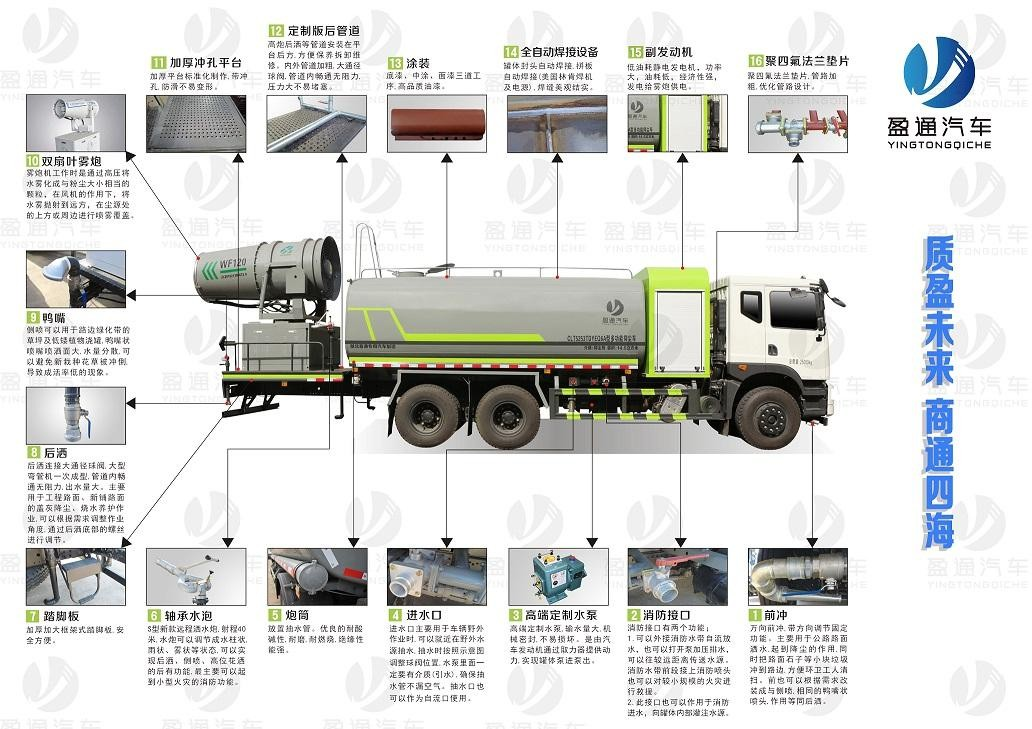 盈通汽车
YINGTONGQICHE
质盈未来 商通四海
12 定制版后管道
高炮后洒等管道安装在平
台后方,方便保养拆卸维
修。内外管道加粗,大通径
球阀,管道内畅通无阻力,
压力大不易堵塞。
11 加厚冲孔平台
加厚平台标准化制作,带冲
孔,防滑不易变形。
13 涂装
底漆、中涂、面漆三道工
序,高品质油漆。
14 全自动焊接设备
罐体封头自动焊接,拼板
自动焊接(美国林肯焊机
及电源),焊缝美观结实。
15 副发动机
低油耗静电发电机、功率
大,油耗低、经济性强,
发电给雾炮供电。
16 聚四氟法兰垫片
聚四氟法兰垫片,管路加
粗,优化管路设计。
10 双扇叶雾炮
雾炮机工作时是通过高压将
水雾化成与粉尘大小相当的
颗粒,在风机的作用下,将
水雾抛射到远方,在尘源处
的上方或周边进行喷雾覆盖。
9 鸭嘴
侧喷可以用于路边绿化带的
草坪及低矮植物浇灌,鸭嘴状
喷嘴喷洒面大,水量分散,可
以避免新栽种花草被冲倒,
导致成活率低的现象。
8 后洒
后洒连接大通径球阀,大型
弯管机一次成型,管道内畅
通无阻力,出水量大。主要
用于工程路面、新铺路面
的盖灰降尘、烧水养护作
业,可以根据需求调整作业
角度,通过后洒底部的螺丝
进行调节。
WF120
盈通汽车
CLT5252TDYEQ6A型多功能抑尘车
总质量:25000kg
7 踏脚板
加厚加大框架式踏脚板,安
全方便。
6 轴承水泡
S型新款远程洒水炮,射程40
米,水炮可以调节成水柱状,
雨状、雾状等状态,可以实
现后洒、侧喷、高位花洒
的后有功能,最主要可以起
到小型火灾的消防功能。
5 炮筒
放置抽水管。优良的耐酸
碱性,耐磨,耐燃烧,绝缘性
能强。
4 进水口
进水口主要用于车辆野外
作业时,可以就近在野外水
源抽水,抽水时按照示意图
调整球阀位置,水泵里面一
定要有介质(引水),确保抽
水管不漏空气。抽水口也
可以作为自流口使用。
3 高端定制水泵
高端定制水泵,输水量大,机
械密封,不易损坏。是由汽
车发动机通过取力器提供动
力,实现罐体泵进泵出。
2 消防接口
消防接口有两个功能:
1.可以外接消防水带自流放
水、也可以打开泵加压排水,
可以往较远距离传送水源。
消防水带前段接上消防喷头
也可以对较小规模的火灾进
行救援。
2.此接口也可以作用于消防
进水,向罐体内部灌注水源。
1 前冲
万向前冲,带方向调节固定
功能。主要用于公路路面
洒水,起到降尘的作用,同
时把路面石子等小块垃圾
冲到路边,方便环卫工人清
扫。前也可以根据需求改
装成与侧喷,相同的鸭嘴状
喷头,作用等同后洒。